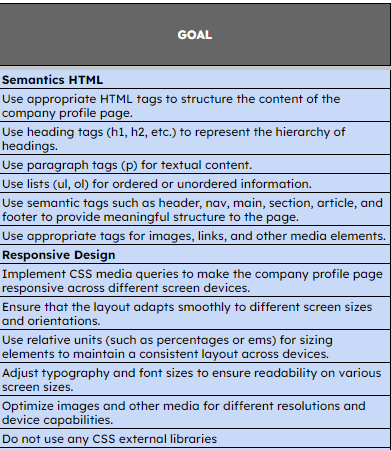 GOAL
Semantics HTML
Use appropriate HTML tags to structure the content of the
company profile page.
Use heading tags (h1, h2, etc.) to represent the hierarchy of
headings.
Use paragraph tags (p) for textual content.
Use lists (ul, ol) for ordered or unordered information.
Use semantic tags such as header, nav, main, section, article, and
footer to provide meaningful structure to the page.
Use appropriate tags for images, links, and other media elements.
Responsive Design
Implement CSS media queries to make the company profile page
responsive across different screen devices.
Ensure that the layout adapts smoothly to different screen sizes
and orientations.
Use relative units (such as percentages or ems) for sizing
elements to maintain a consistent layout across devices.
Adjust typography and font sizes to ensure readability on various
screen sizes.
Optimize images and other media for different resolutions and
device capabilities.
Do not use any CSS external libraries